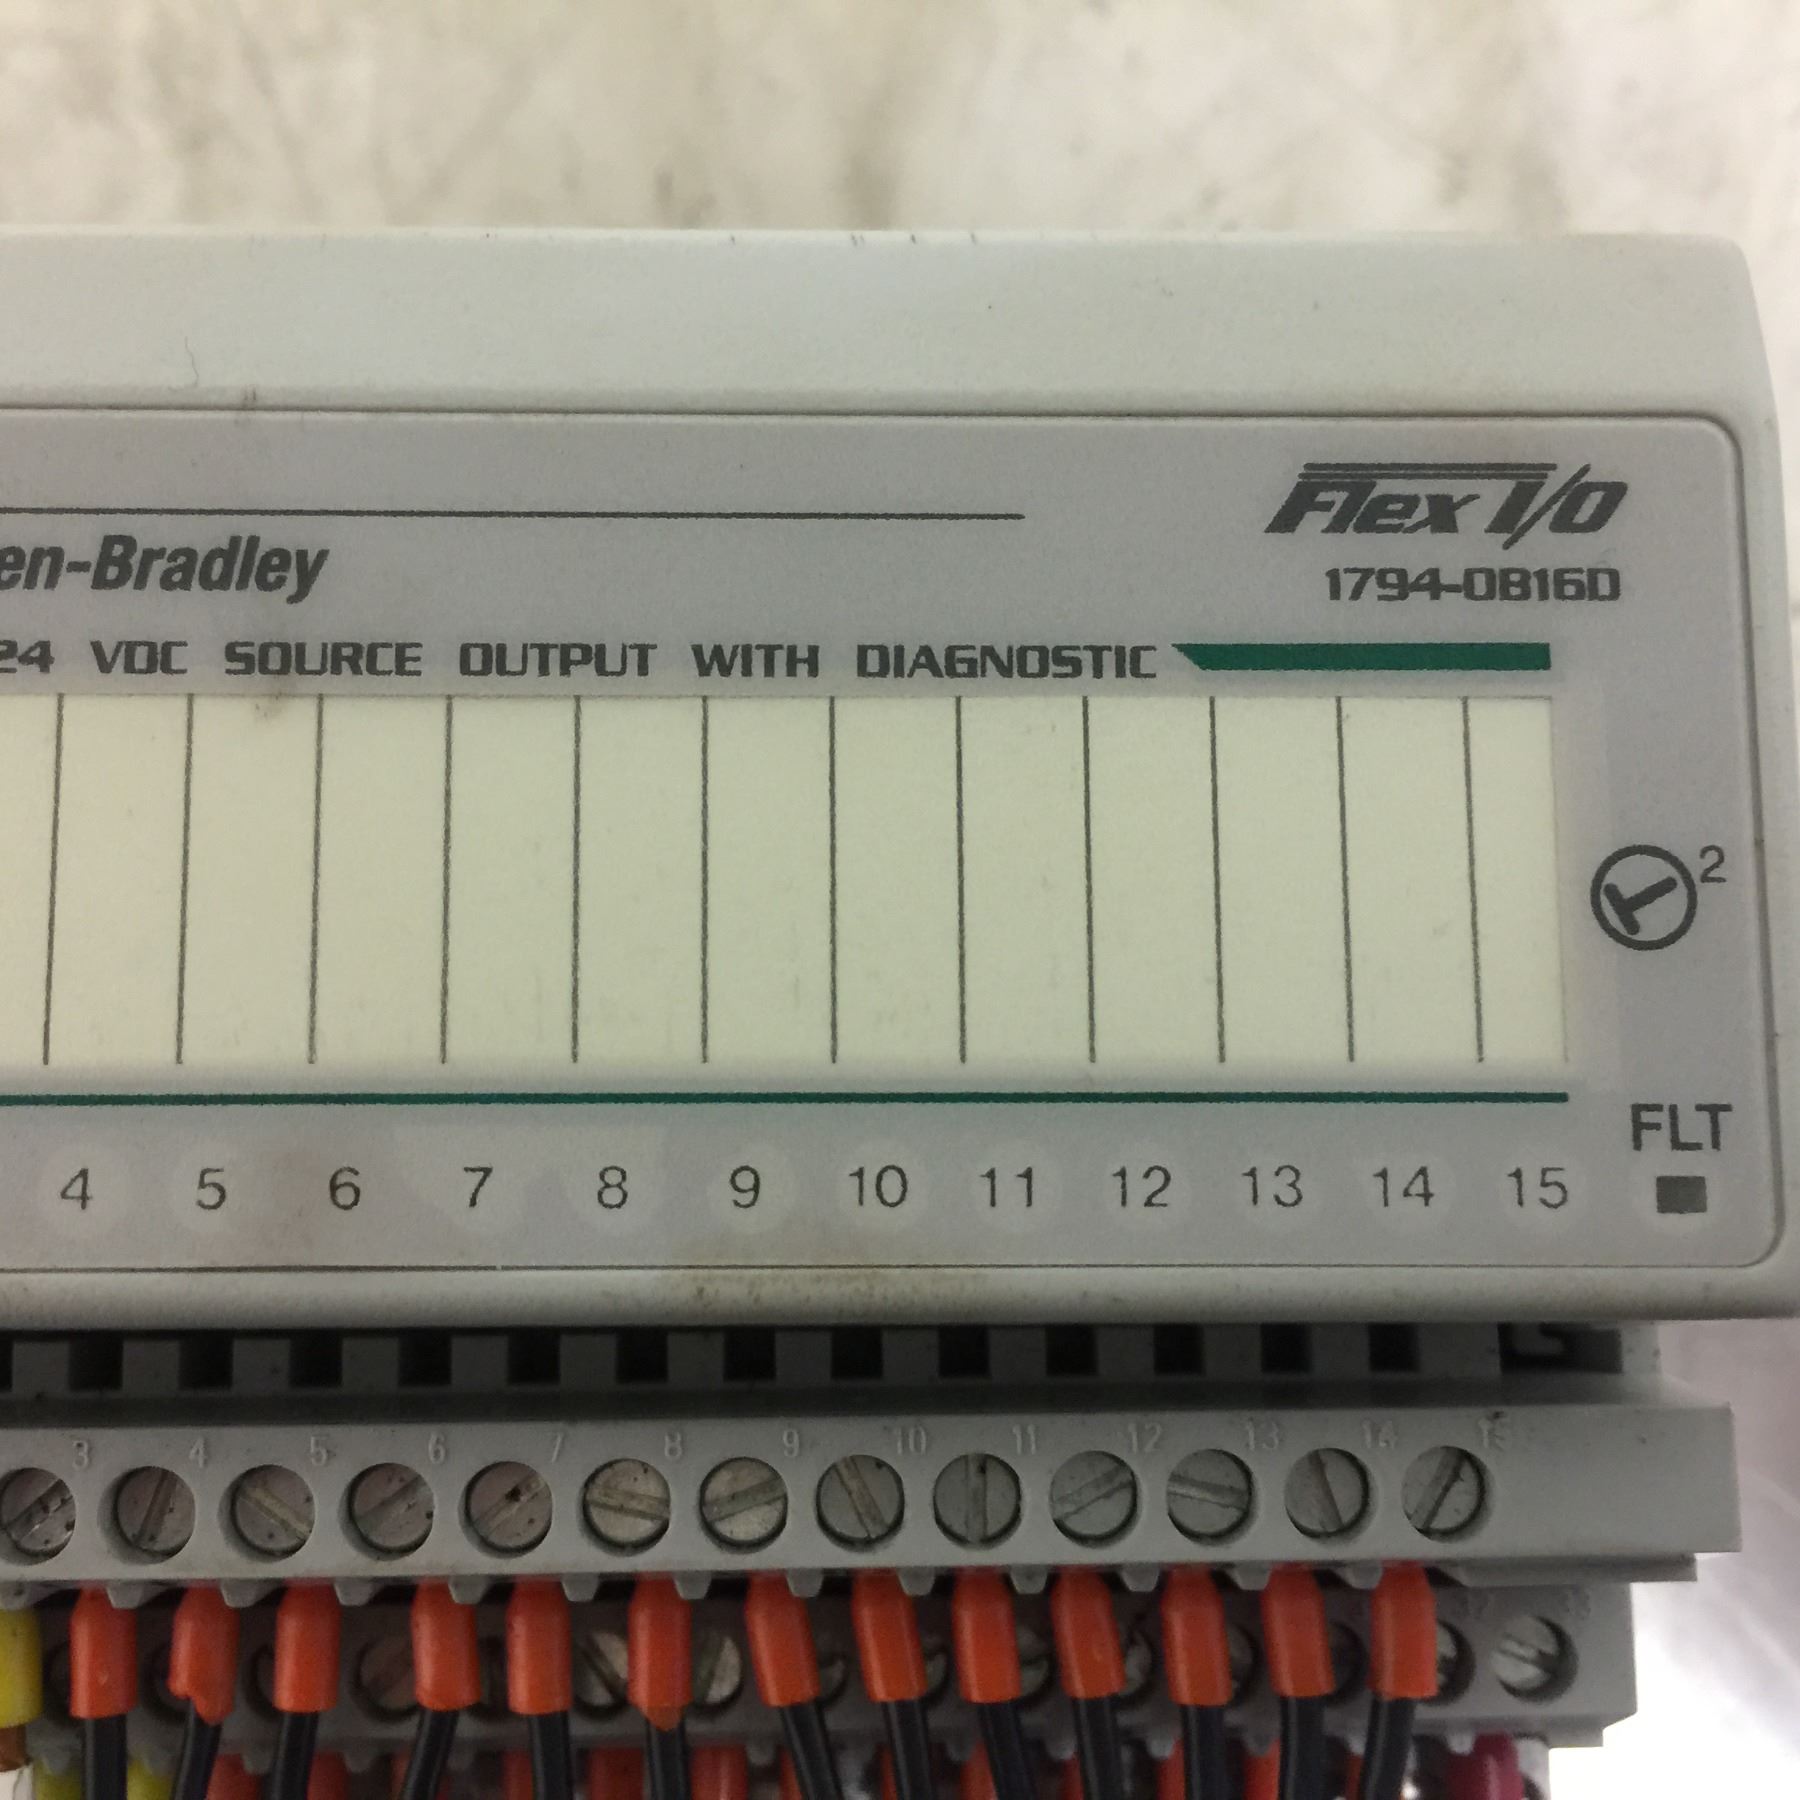 Flex I/O
en-Bradley
1794-OB16D
24 VDC SOURCE OUTPUT WITH DIAGNOSTIC
2
FLT
4 5 6 7 8 9 10 11 12 13 14 15
3 4 5 6 7 8 9 10 11 12 13 14 15